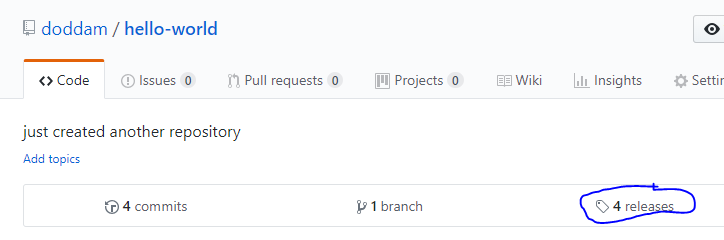 doddam / hello-world
Code Issues 0 Pull requests 0 Projects 0 Wiki Insights
just created another repository
Add topics
4 commits 1 branch 4 releases